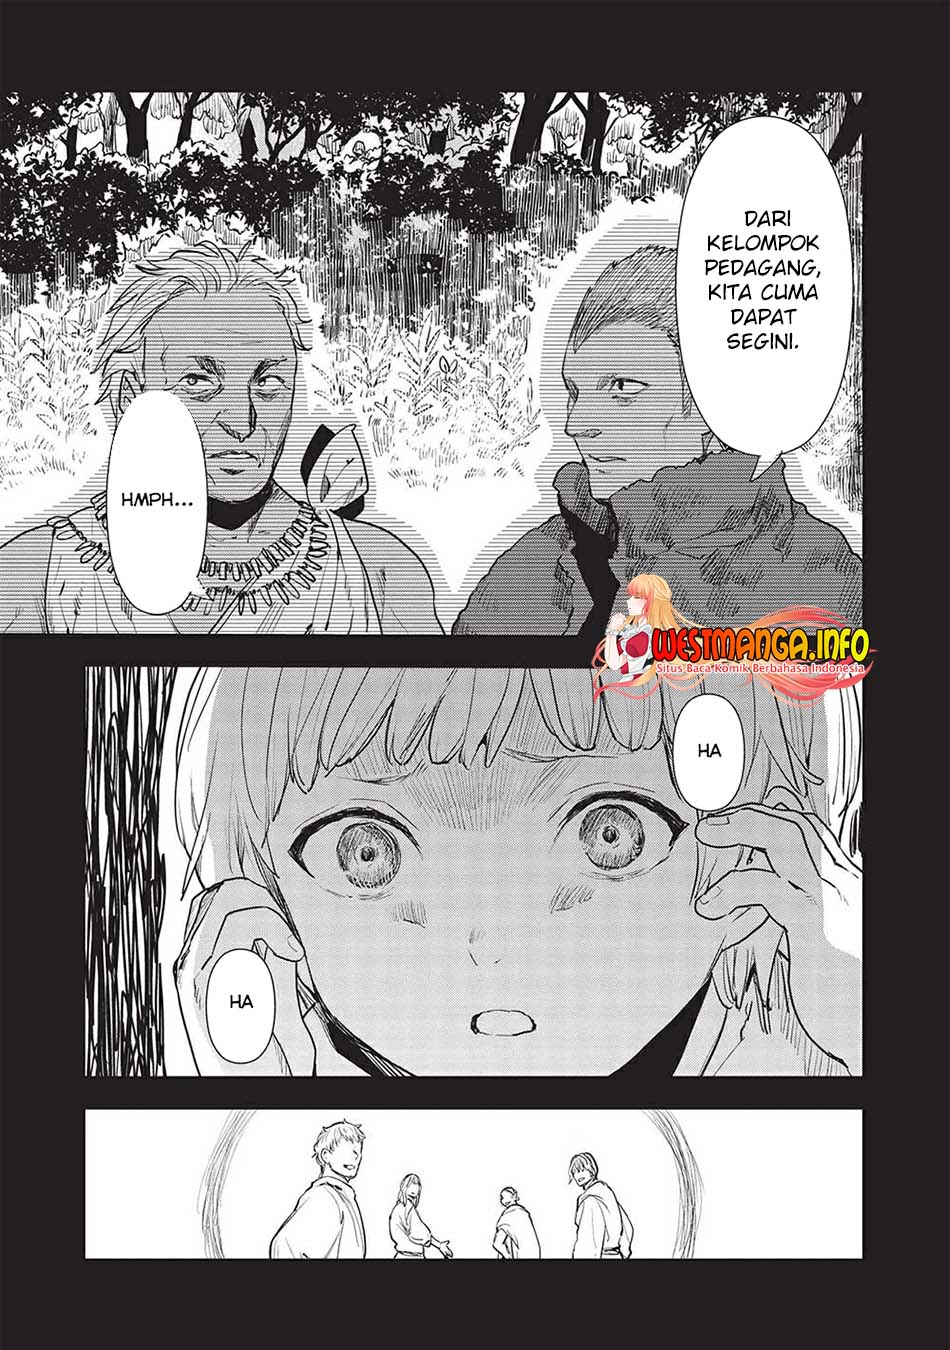 DARI
KELOMPOK
PEDAGANG,
KITA CUMA
DAPAT
SEGINI.
HMPH...
WESTMANGA.INFO
Situs Baca Komik Berbahasa Indonesia
HA
HA